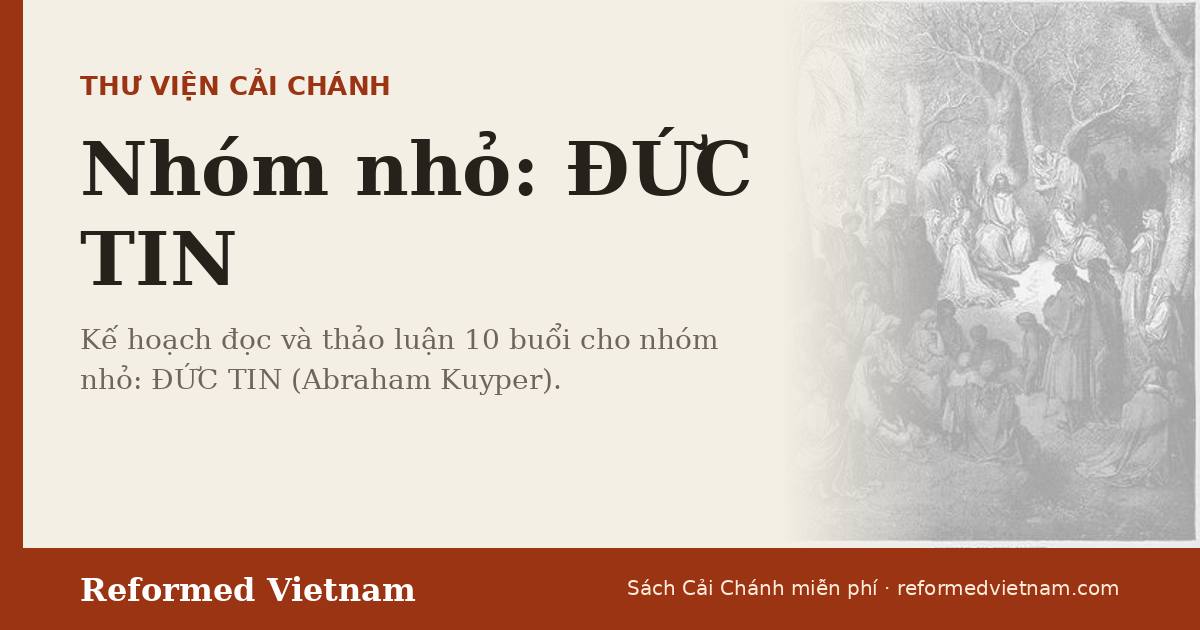 THƯ VIỆN CẢI CHÁNH
Nhóm nhỏ: ĐỨC
TIN
Kế hoạch đọc và thảo luận 10 buổi cho nhóm
nhỏ: ĐỨC TIN (Abraham Kuyper).
Reformed Vietnam
Sách Cải Chánh miễn phí · reformedvietnam.com